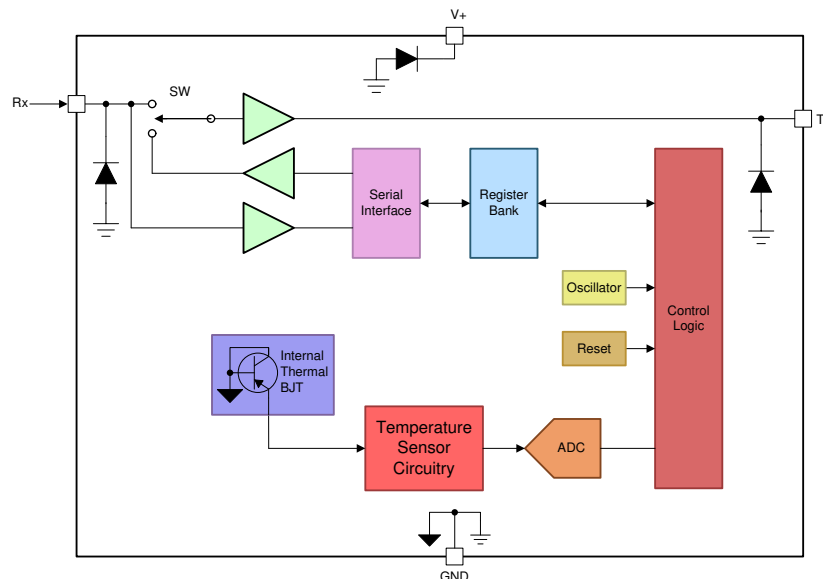 V+
Rx
SW
T
Serial
Interface
Register
Bank
Oscillator
Control
Logic
Reset
Internal
Thermal
BJT
Temperature
Sensor
Circuitry
ADC
GND